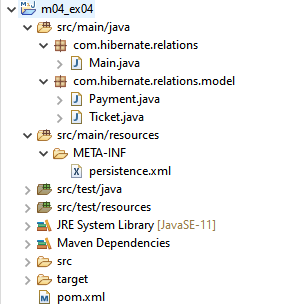 m04_ex04
src/main/java
com.hibernate.relations
Main.java
com.hibernate.relations.model
Payment.java
Ticket.java
src/main/resources
META-INF
persistence.xml
src/test/java
src/test/resources
JRE System Library [JavaSE-11]
Maven Dependencies
src
target
pom.xml